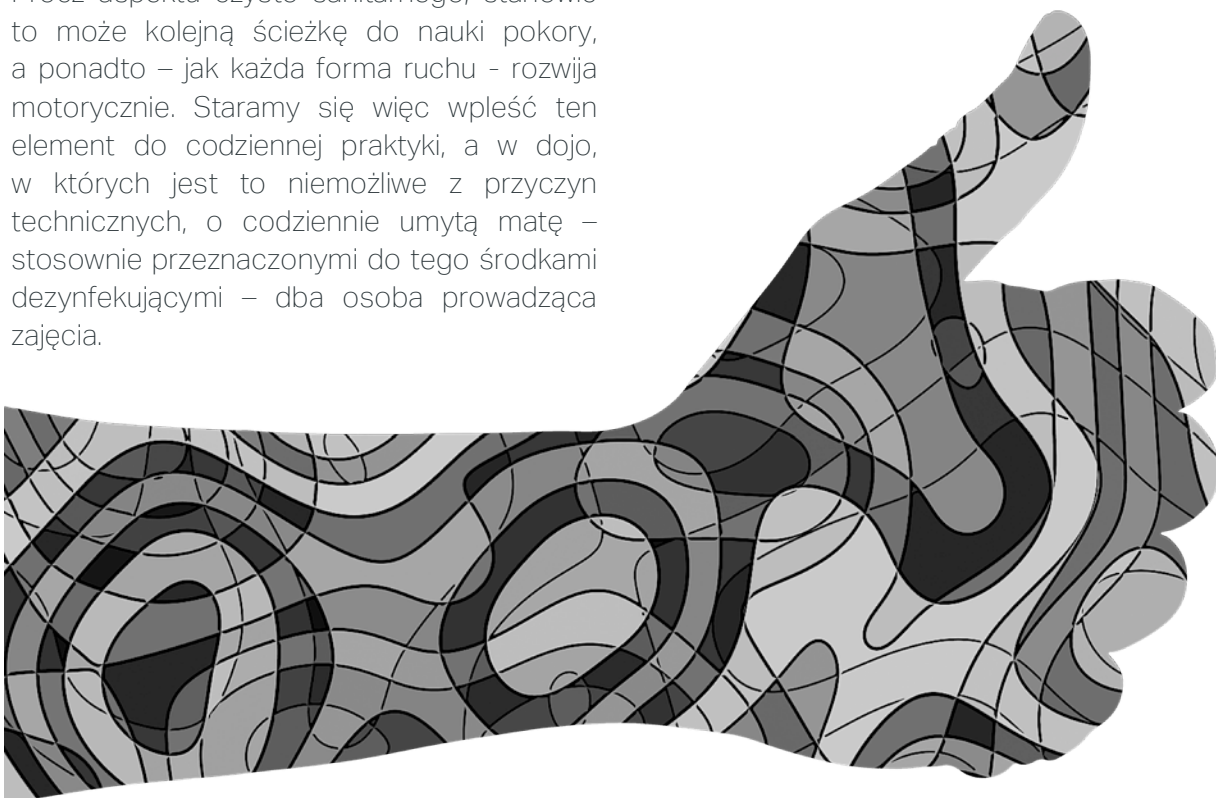 to może kolejną ścieżkę do nauki pokory,
a ponadto – jak każda forma ruchu - rozwija
motorycznie. Staramy się więc wpleść ten
element do codziennej praktyki, a w dojo,
w których jest to niemożliwe z przyczyn
technicznych, o codziennie umytą matę –
stosownie przeznaczonymi do tego środkami
dezynfekującymi – dba osoba prowadząca
zajęcia.